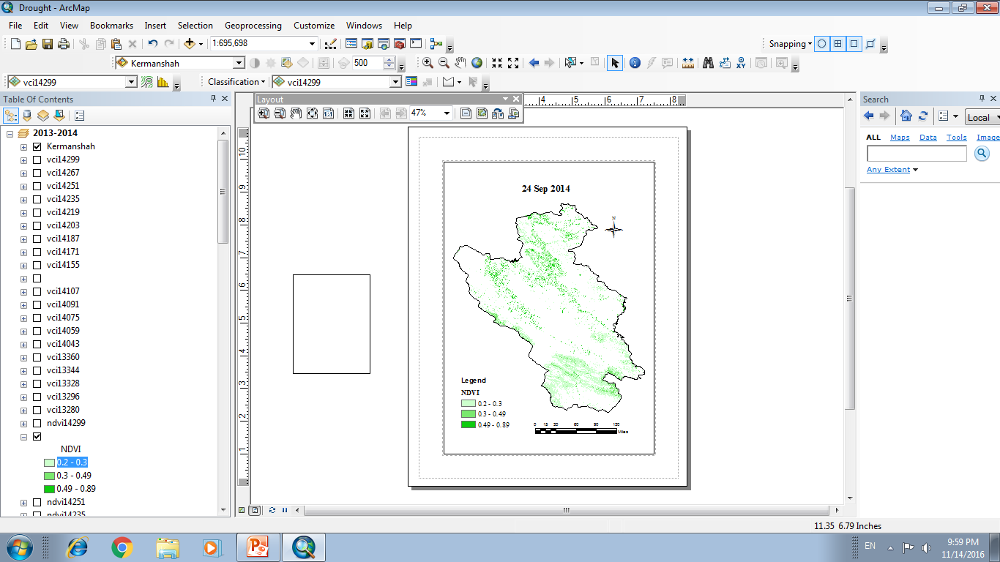 Drought - ArcMap
File Edit View Bookmarks Insert Selection Geoprocessing Customize Windows Help
1:695,698
Snapping
Kermanshah
500
vci14299
Classification
vci14299
Table Of Contents
2013-2014
Kermanshah
vci14299
vci14267
vci14251
vci14235
vci14219
vci14203
vci14187
vci14171
vci14155
vci14107
vci14091
vci14075
vci14059
vci14043
vci13360
vci13344
vci13328
vci13296
vci13280
ndvi14299
NDVI
0.2 - 0.3
0.3 - 0.49
0.49 - 0.89
ndvi14251
ndvi14235
Layout
47%
4 5 6 7 8
10
9
8
7
6
5
4
3
2
1
24 Sep 2014
N
Legend
NDVI
0.2 - 0.3
0.3 - 0.49
0.49 - 0.89
0 15 30 60 90 120
Miles
Search
Local
ALL Maps Data Tools Image
Any Extent
11.35 6.79 Inches
EN
9:59 PM
11/14/2016